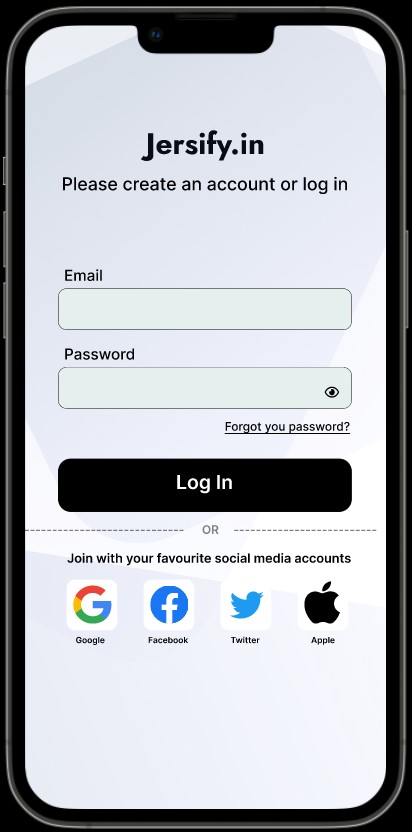 Jersify.in
Please create an account or log in
Email
Password
Forgot you password?
Log In
OR
Join with your favourite social media accounts
Google Facebook Twitter Apple